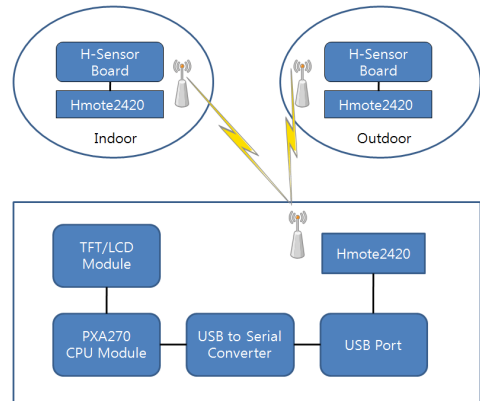 H-Sensor
Board
Hmote2420
Indoor
H-Sensor
Board
Hmote2420
Outdoor
TFT/LCD
Module
Hmote2420
PXA270
CPU Module
USB to Serial
Converter
USB Port